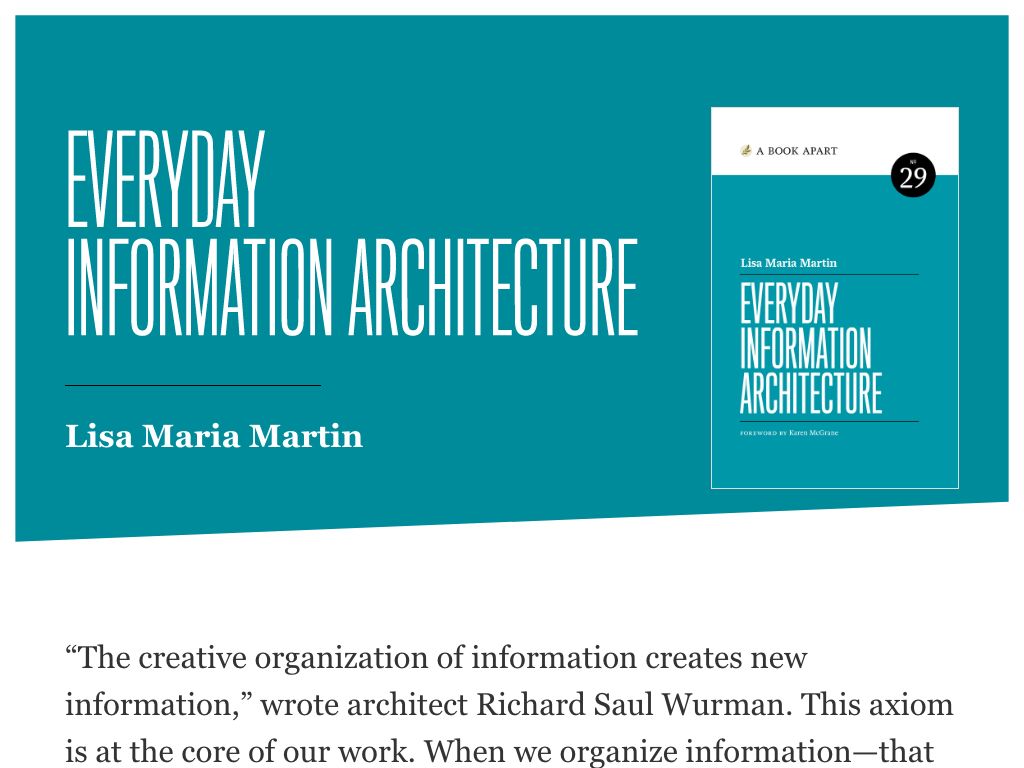 EVERYDAY
INFORMATION ARCHITECTURE
Lisa Maria Martin
A BOOK APART
Nº
29
Lisa Maria Martin
EVERYDAY
INFORMATION
ARCHITECTURE
FOREWORD BY Karen McGrane
“The creative organization of information creates new
information,” wrote architect Richard Saul Wurman. This axiom
is at the core of our work. When we organize information—that